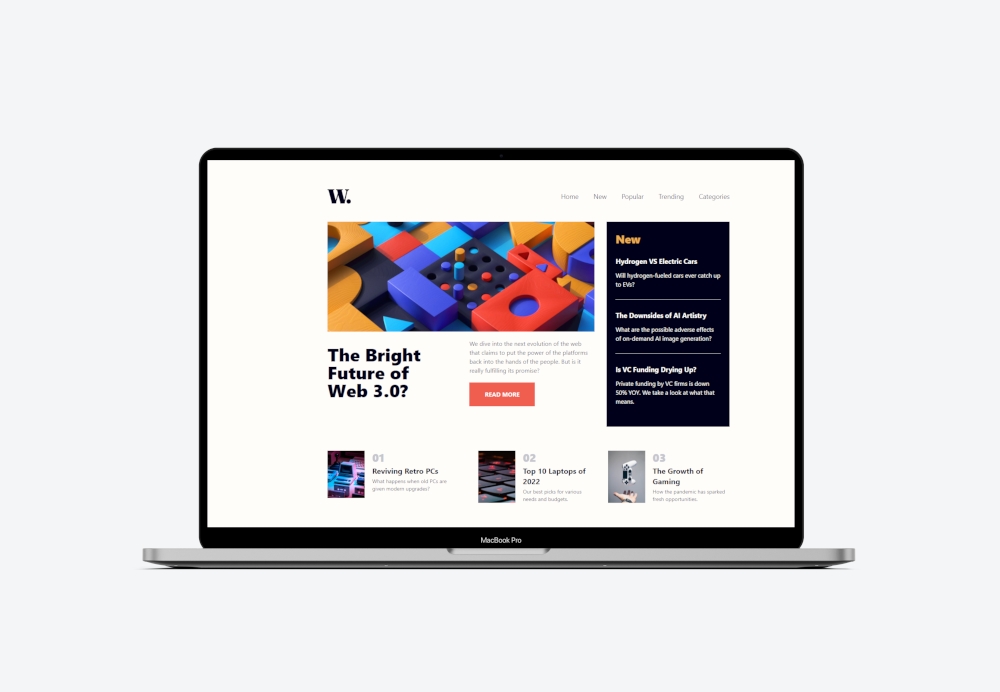 W.
Home New Popular Trending Categories
The Bright
Future of
Web 3.0?
We dive into the next evolution of the web
that claims to put the power of the platforms
back into the hands of the people. But is it
really fulfilling its promise?
READ MORE
New
Hydrogen VS Electric Cars
Will hydrogen-fueled cars ever catch up
to EVs?
The Downsides of AI Artistry
What are the possible adverse effects
of on-demand AI image generation?
Is VC Funding Drying Up?
Private funding by VC firms is down
50% YOY. We take a look at what that
means.
01
Reviving Retro PCs
What happens when old PCs are
given modern upgrades?
02
Top 10 Laptops of
2022
Our best picks for various
needs and budgets.
03
The Growth of
Gaming
How the pandemic has sparked
fresh opportunities.
MacBook Pro